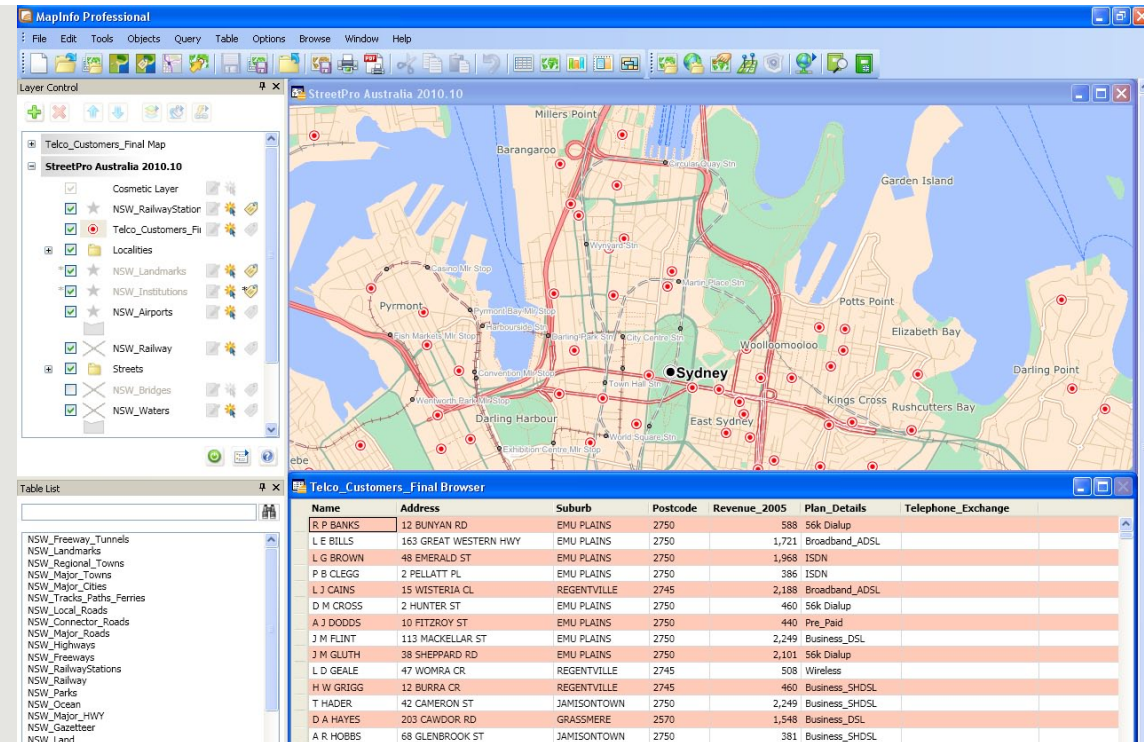 MapInfo Professional
File Edit Tools Objects Query Table Options Browse Window Help
Layer Control
Telco_Customers_Final Map
StreetPro Australia 2010.10
Cosmetic Layer
NSW_RailwayStation
Telco_Customers_Fi
Localities
NSW_Landmarks
NSW_Institutions
NSW_Airports
NSW_Railway
Streets
NSW_Bridges
NSW_Waters
StreetPro Australia 2010.10
Millers Point
Barangaroo
Circular Quay Stn
Garden Island
Wynyard Stn
Casino Mlr Stop
Martin Place Stn
Potts Point
Pyrmont
Pyrmont Bay Mlr Stop
Harbourside Stn
Elizabeth Bay
Fish Markets Mlr Stop
Darling Park Stn
City Centre Stn
Woolloomooloo
Sydney
Darling Point
Convention Mlr Stop
Town Hall Stn
Wentworth Park Mlr Stop
Kings Cross
Rushcutters Bay
Darling Harbour
East Sydney
World Square Stn
Exhibition Centre Mlr Stop
ebe
Table List
NSW_Freeway_Tunnels
NSW_Landmarks
NSW_Regional_Towns
NSW_Major_Towns
NSW_Major_Cities
NSW_Tracks_Paths_Ferries
NSW_Local_Roads
NSW_Connector_Roads
NSW_Major_Roads
NSW_Highways
NSW_Freeways
NSW_RailwayStations
NSW_Railway
NSW_Parks
NSW_Ocean
NSW_Major_HWY
NSW_Gazetteer
NSW_Land
Telco_Customers_Final Browser
Name Address Suburb Postcode Revenue_2005 Plan_Details Telephone_Exchange
R P BANKS 12 BUNYAN RD EMU PLAINS 2750 588 56k Dialup
L E BILLS 163 GREAT WESTERN HWY EMU PLAINS 2750 1,721 Broadband_ADSL
L G BROWN 48 EMERALD ST EMU PLAINS 2750 1,968 ISDN
P B CLEGG 2 PELLATT PL EMU PLAINS 2750 386 ISDN
L J CAINS 15 WISTERIA CL REGENTVILLE 2745 2,188 Broadband_ADSL
D M CROSS 2 HUNTER ST EMU PLAINS 2750 460 56k Dialup
A J DODDS 10 FITZROY ST EMU PLAINS 2750 440 Pre_Paid
J M FLINT 113 MACKELLAR ST EMU PLAINS 2750 2,249 Business_DSL
J M GLUTH 38 SHEPPARD RD EMU PLAINS 2750 2,101 56k Dialup
L D GEALE 47 WOMRA CR REGENTVILLE 2745 508 Wireless
H W GRIGG 12 BURRA CR REGENTVILLE 2745 460 Business_SHDSL
T HADER 42 CAMERON ST JAMISONTOWN 2750 2,249 Business_SHDSL
D A HAYES 203 CAWDOR RD GRASSMERE 2570 1,548 Business_DSL
A R HOBBS 68 GLENBROOK ST JAMISONTOWN 2750 381 Business_SHDSL